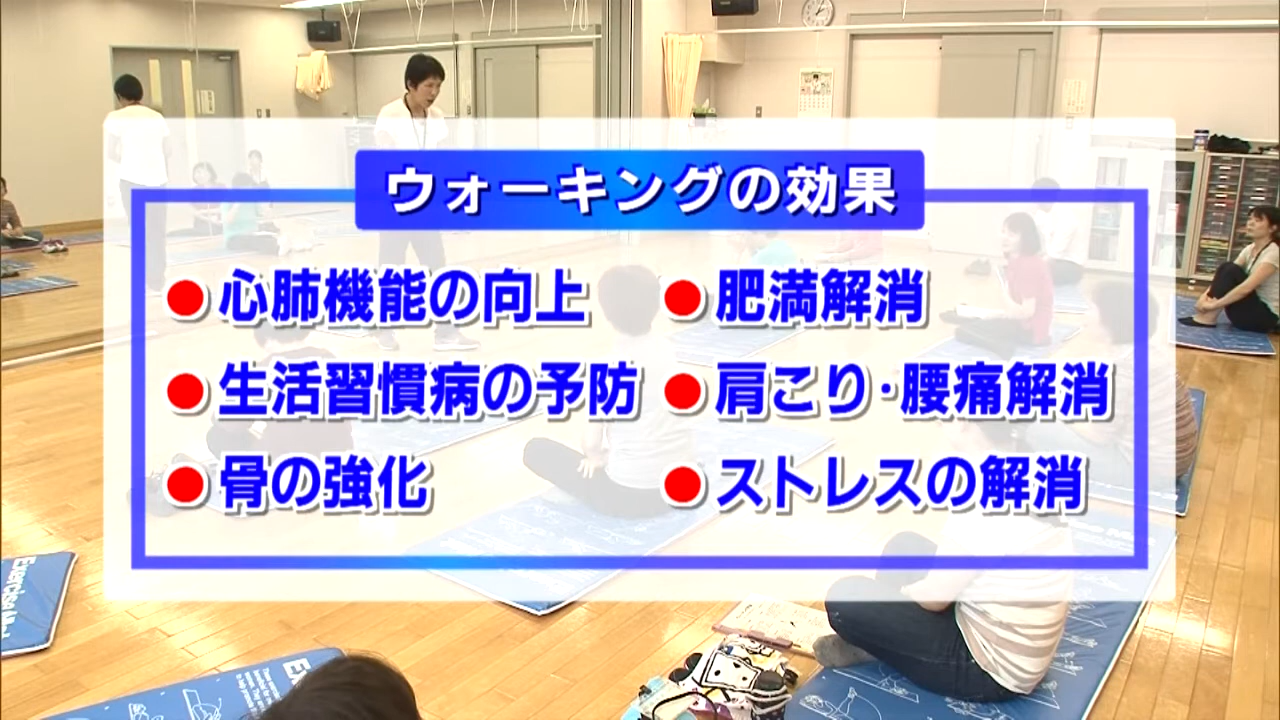 ウォーキングの効果
●心肺機能の向上
●肥満解消
●生活習慣病の予防
●肩こり・腰痛解消
●骨の強化
●ストレスの解消
Exercise